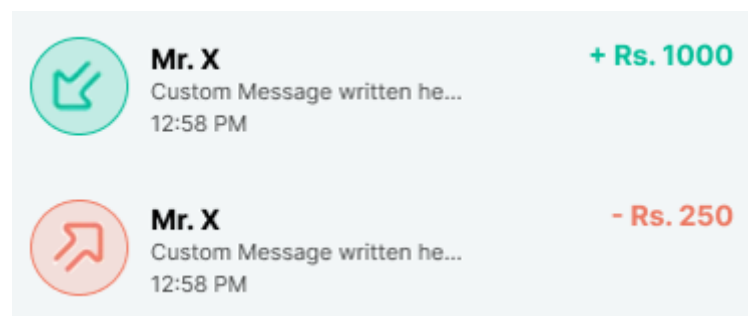 Mr. X
+ Rs. 1000
Custom Message written he...
12:58 PM
Mr. X
- Rs. 250
Custom Message written he...
12:58 PM